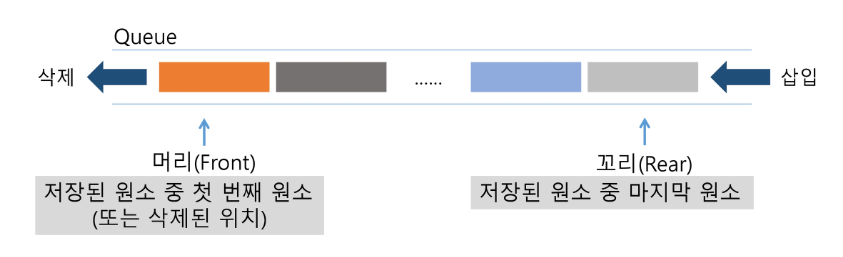 Queue
삭제
......
삽입
머리(Front)
저장된 원소 중 첫 번째 원소
(또는 삭제된 위치)
꼬리(Rear)
저장된 원소 중 마지막 원소